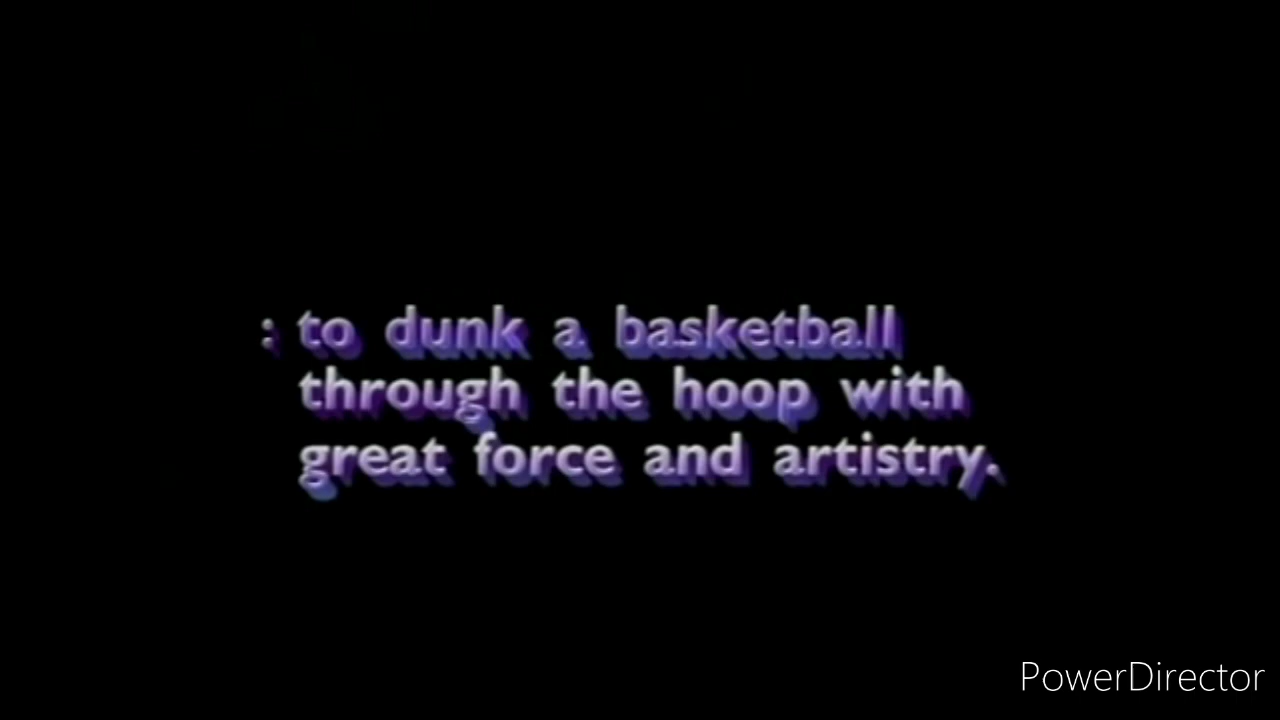 : to dunk a basketball
through the hoop with
great force and artistry.
PowerDirector